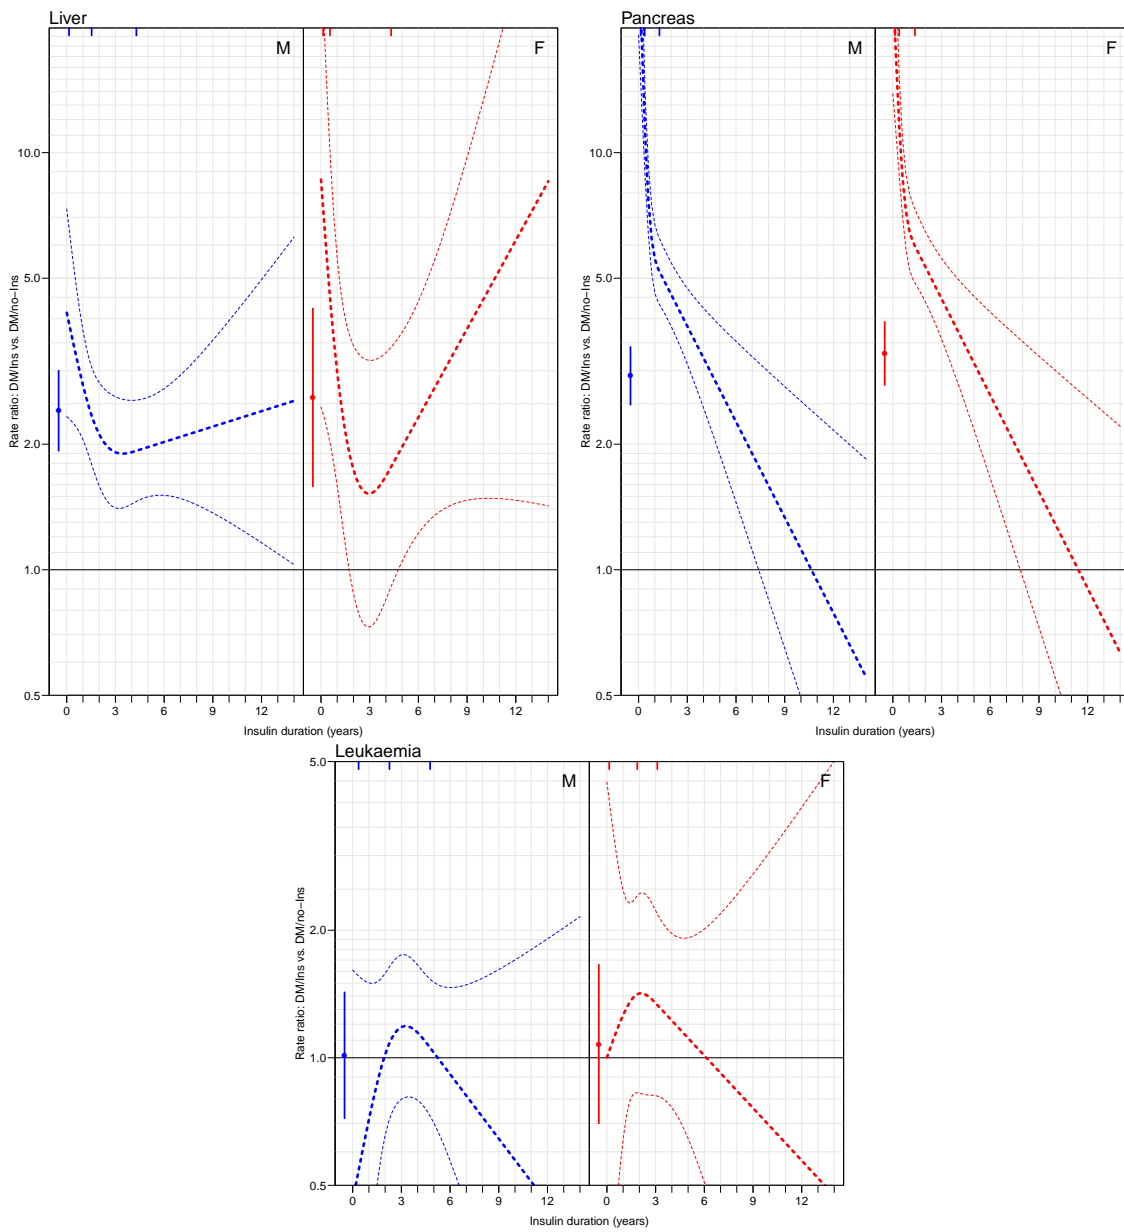 Liver
M
F
10.0
5.0
2.0
1.0
0.5
Rate ratio: DM/Ins vs. DM/no−Ins
0 3 6 9 12 0 3 6 9 12
Insulin duration (years)
Pancreas
M
F
10.0
5.0
2.0
1.0
0.5
Rate ratio: DM/Ins vs. DM/no−Ins
0 3 6 9 12 0 3 6 9 12
Insulin duration (years)
Leukaemia
M
F
5.0
2.0
1.0
0.5
Rate ratio: DM/Ins vs. DM/no−Ins
0 3 6 9 12 0 3 6 9 12
Insulin duration (years)